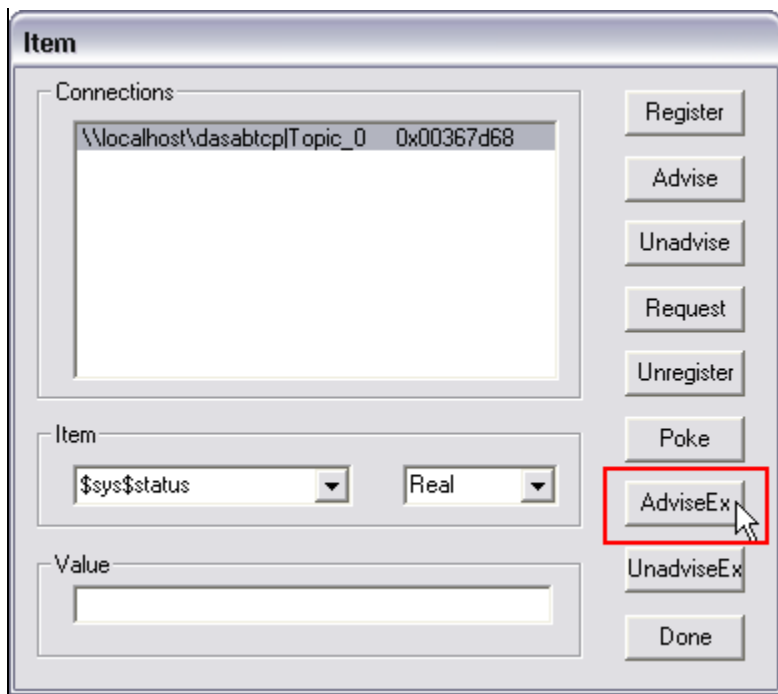 Item
Connections
\\localhost\dasabtcp|Topic_0 0x00367d68
Register
Advise
Unadvise
Request
Unregister
Item
$sys$status
Real
Poke
AdviseEx
Value
UnadviseEx
Done